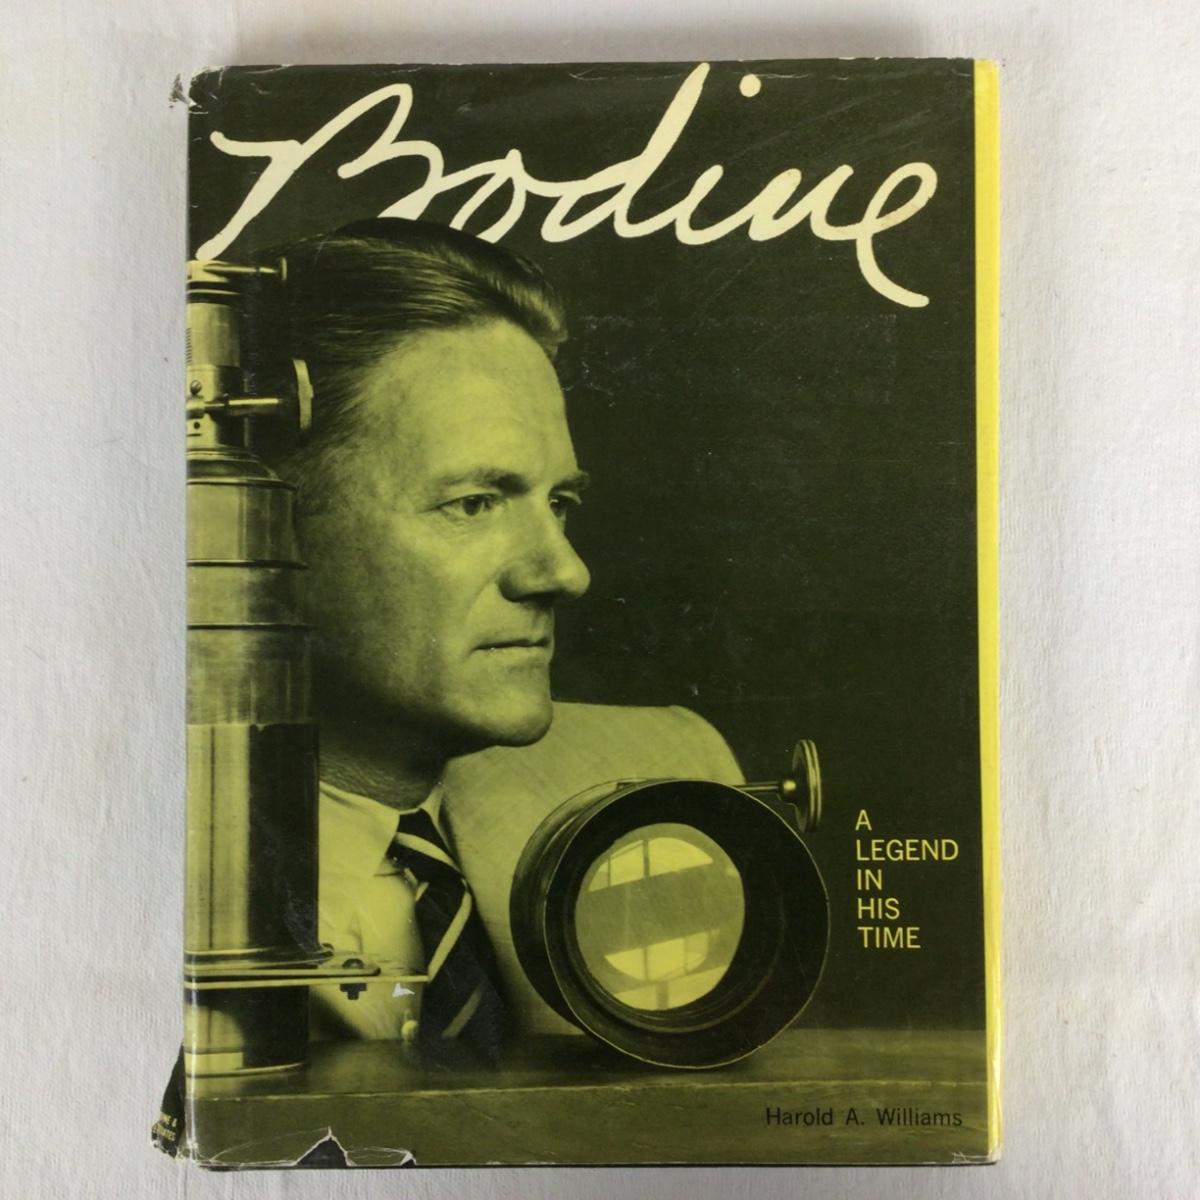 Bodine
A
LEGEND
IN
HIS
TIME
Harold A. Williams